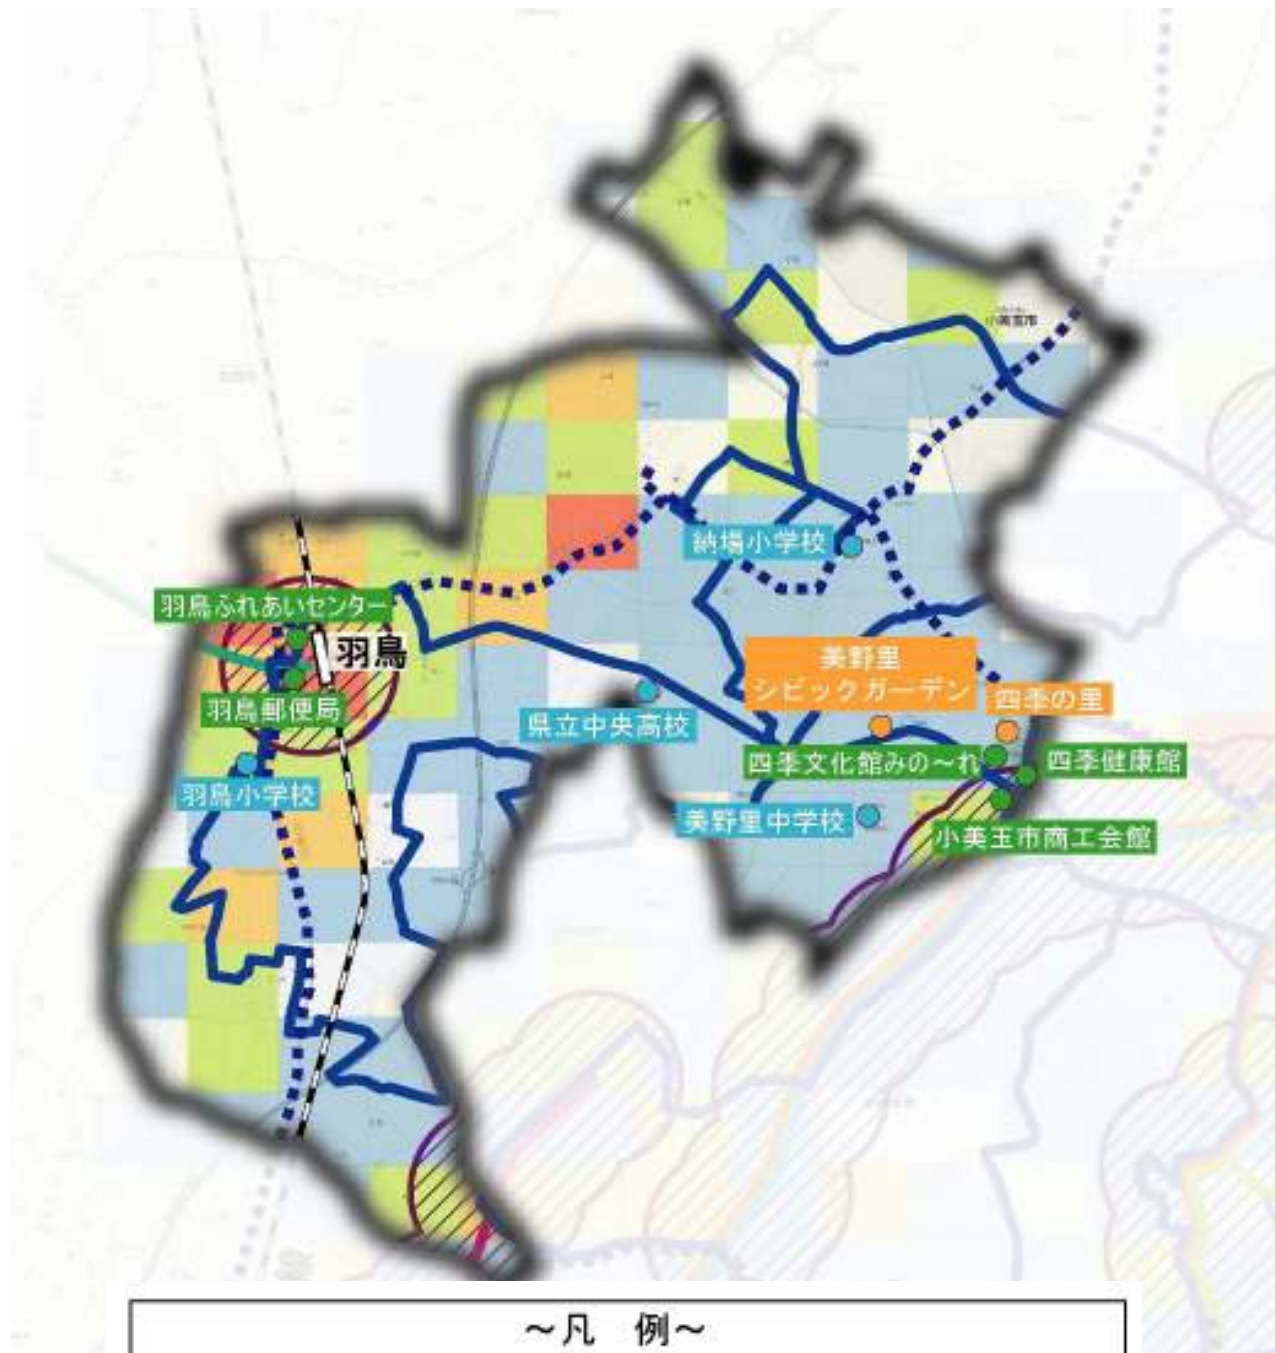 小美玉市
納場小学校
羽鳥ふれあいセンター
羽鳥
羽鳥郵便局
美野里
シビックガーデン
四季の里
県立中央高校
四季文化館みの〜れ
四季健康館
羽鳥小学校
美野里中学校
小美玉市商工会館
〜凡 例〜